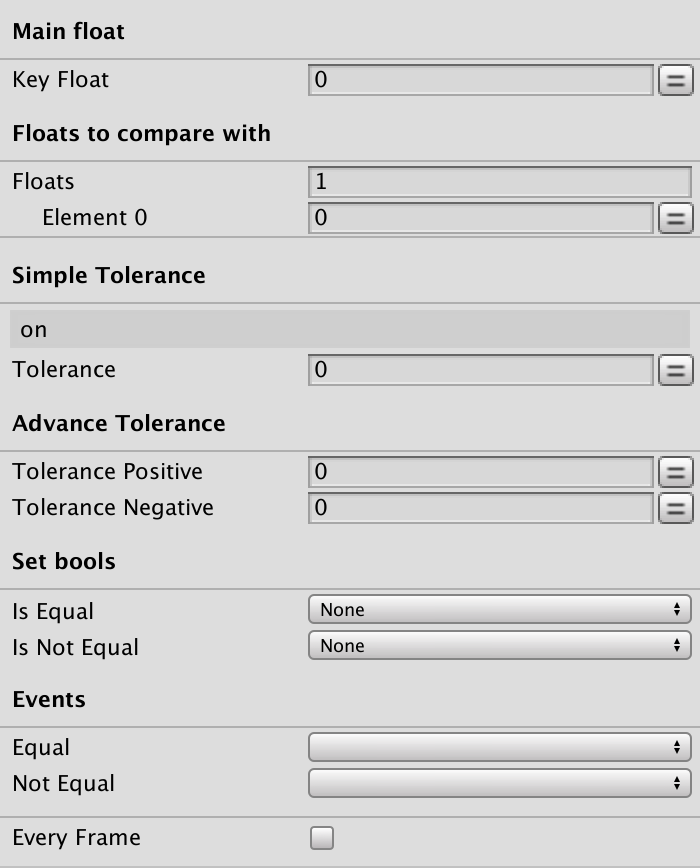 Main float
Key Float 0
Floats to compare with
Floats 1
Element 0 0
Simple Tolerance
on
Tolerance 0
Advance Tolerance
Tolerance Positive 0
Tolerance Negative 0
Set bools
Is Equal None
Is Not Equal None
Events
Equal
Not Equal
Every Frame